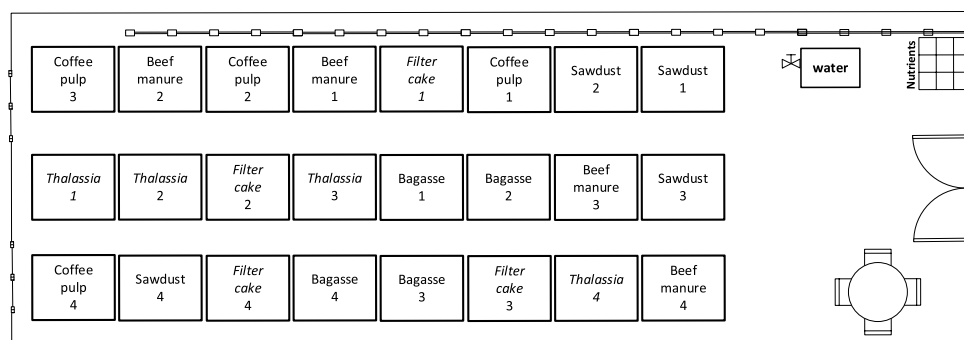 Coffee
pulp
3
Beef
manure
2
Coffee
pulp
2
Beef
manure
1
Filter
cake
1
Coffee
pulp
1
Sawdust
2
Sawdust
1
water
Nutrients
Thalassia
1
Thalassia
2
Filter
cake
2
Thalassia
3
Bagasse
1
Bagasse
2
Beef
manure
3
Sawdust
3
Coffee
pulp
4
Sawdust
4
Filter
cake
4
Bagasse
4
Bagasse
3
Filter
cake
3
Thalassia
4
Beef
manure
4